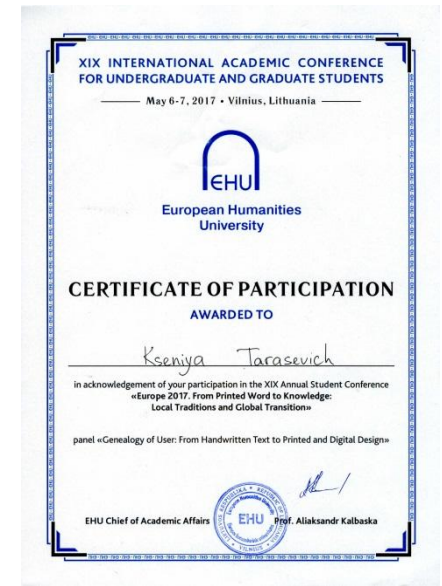 XIX INTERNATIONAL ACADEMIC CONFERENCE
FOR UNDERGRADUATE AND GRADUATE STUDENTS
May 6-7, 2017 • Vilnius, Lithuania
EHU
European Humanities
University
CERTIFICATE OF PARTICIPATION
AWARDED TO
Kseniya Tarasevich
in acknowledgement of your participation in the XIX Annual Student Conference
«Europe 2017. From Printed Word to Knowledge:
Local Traditions and Global Transition»
panel «Genealogy of User: From Handwritten Text to Printed and Digital Design»
EHU Chief of Academic Affairs
EHU
Prof. Aliaksandr Kalbaska